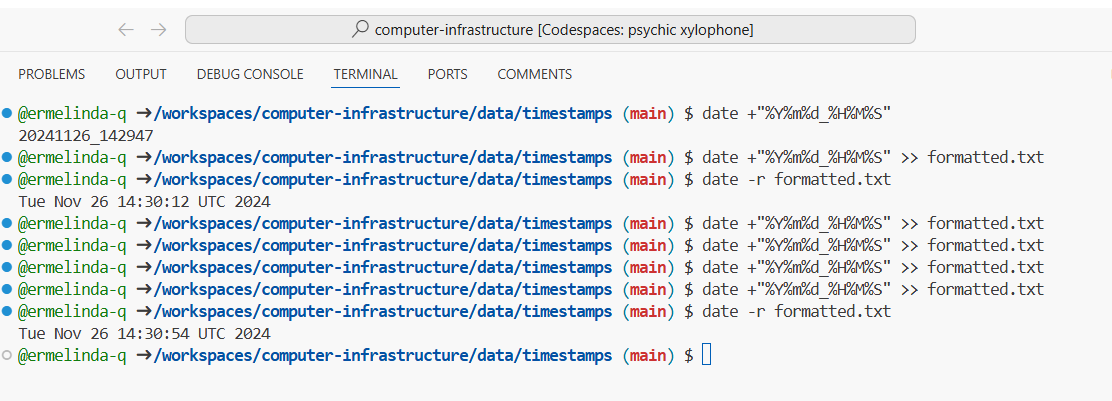 computer-infrastructure [Codespaces: psychic xylophone]
PROBLEMS OUTPUT DEBUG CONSOLE TERMINAL PORTS COMMENTS
@ermelinda-q ➜/workspaces/computer-infrastructure/data/timestamps (main) $ date +"%Y%m%d_%H%M%S"
20241126_142947
@ermelinda-q ➜/workspaces/computer-infrastructure/data/timestamps (main) $ date +"%Y%m%d_%H%M%S" >> formatted.txt
@ermelinda-q ➜/workspaces/computer-infrastructure/data/timestamps (main) $ date -r formatted.txt
Tue Nov 26 14:30:12 UTC 2024
@ermelinda-q ➜/workspaces/computer-infrastructure/data/timestamps (main) $ date +"%Y%m%d_%H%M%S" >> formatted.txt
@ermelinda-q ➜/workspaces/computer-infrastructure/data/timestamps (main) $ date +"%Y%m%d_%H%M%S" >> formatted.txt
@ermelinda-q ➜/workspaces/computer-infrastructure/data/timestamps (main) $ date +"%Y%m%d_%H%M%S" >> formatted.txt
@ermelinda-q ➜/workspaces/computer-infrastructure/data/timestamps (main) $ date +"%Y%m%d_%H%M%S" >> formatted.txt
@ermelinda-q ➜/workspaces/computer-infrastructure/data/timestamps (main) $ date -r formatted.txt
Tue Nov 26 14:30:54 UTC 2024
@ermelinda-q ➜/workspaces/computer-infrastructure/data/timestamps (main) $